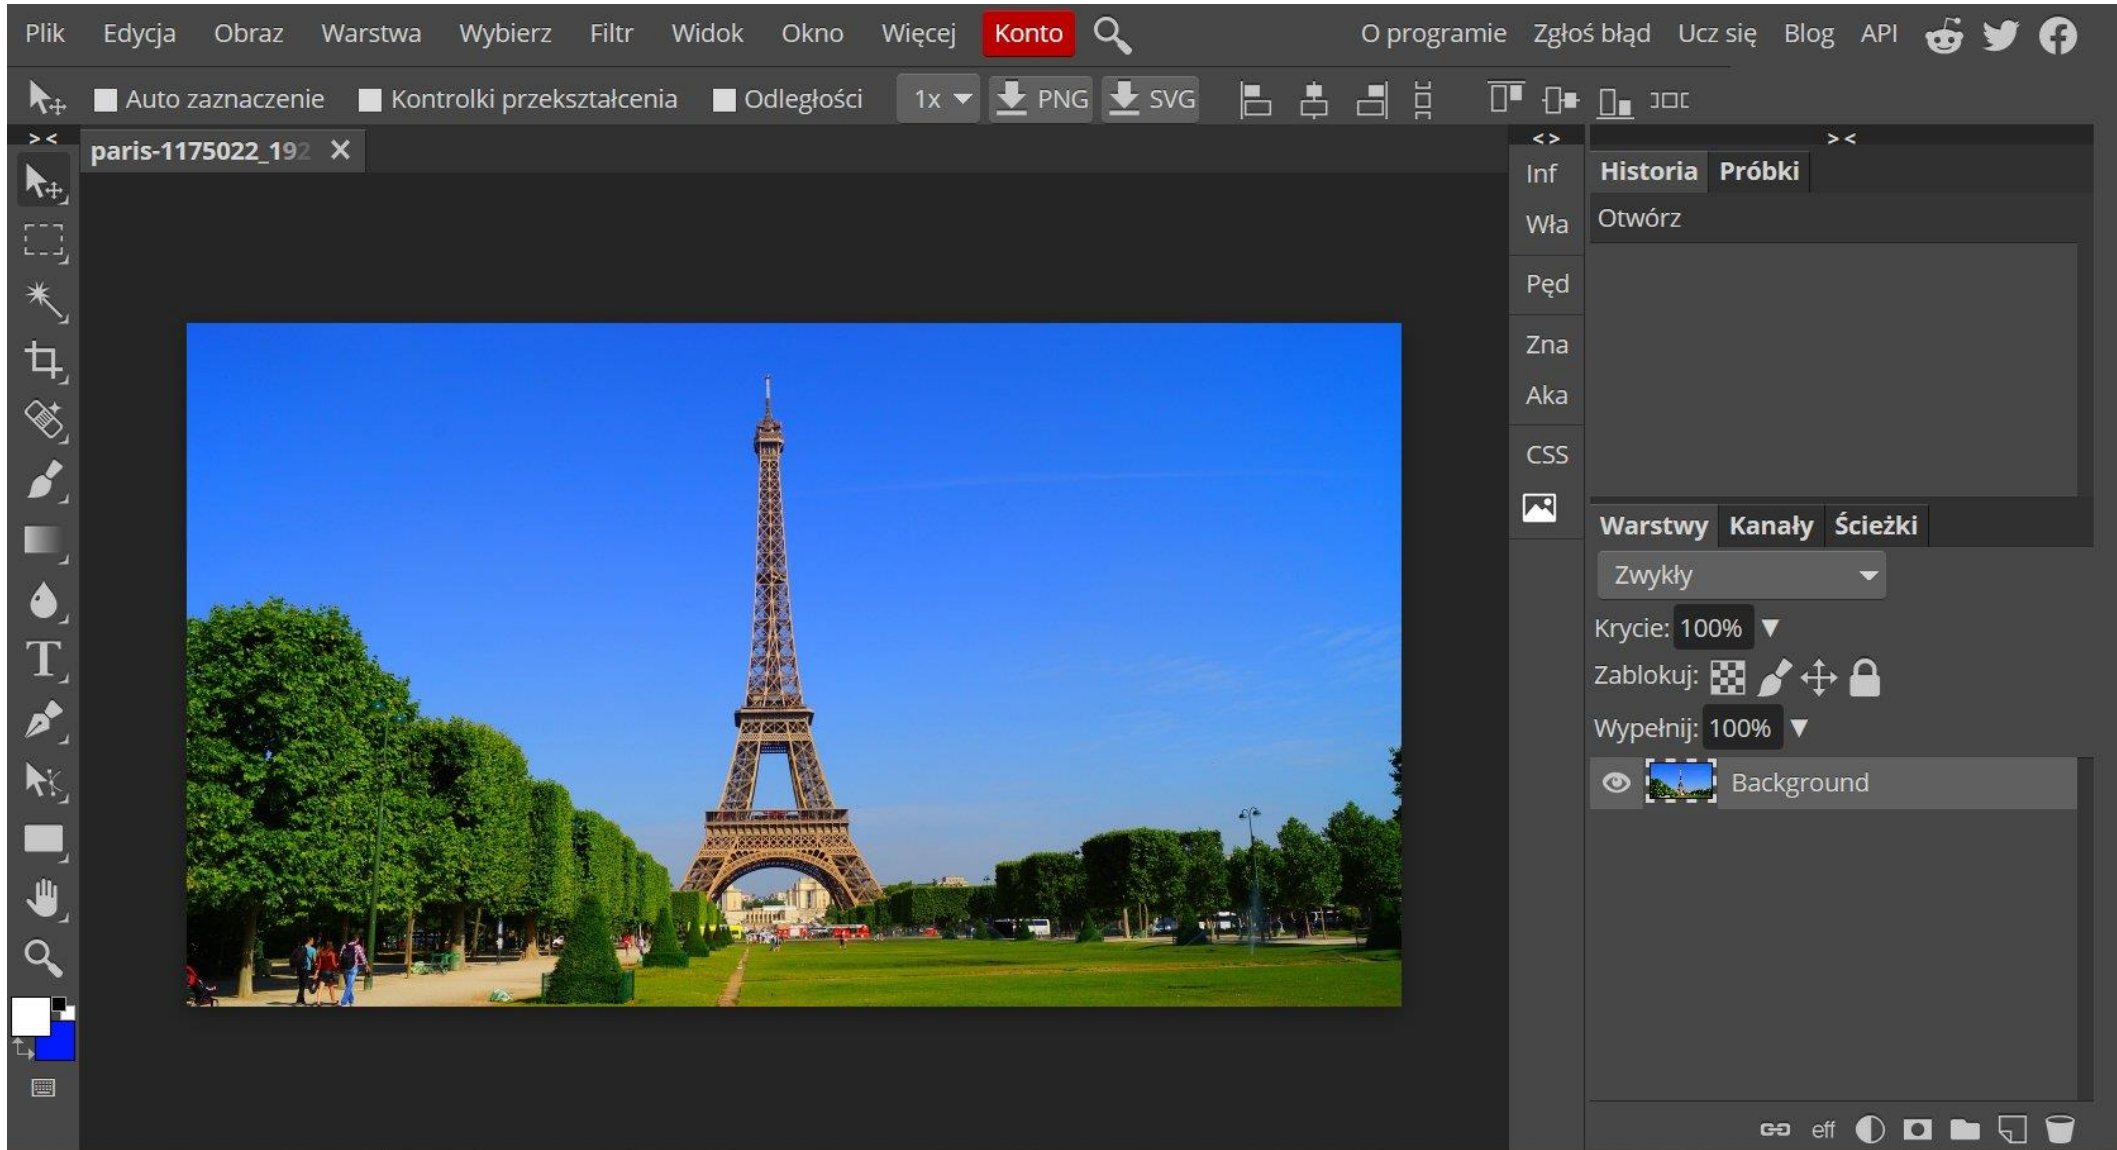 Plik Edycja Obraz Warstwa Wybierz Filtr Widok Okno Więcej Konto O programie Zgłoś błąd Ucz się Blog API
Auto zaznaczenie Kontrolki przekształcenia Odległości 1x PNG SVG
> < < > > <
paris-1175022_192 X
Inf
Wła
Pęd
Zna
Aka
CSS
Historia Próbki
Otwórz
Warstwy Kanały Ścieżki
Zwykły
Krycie: 100%
Zablokuj:
Wypełnij: 100%
Background
T
eff